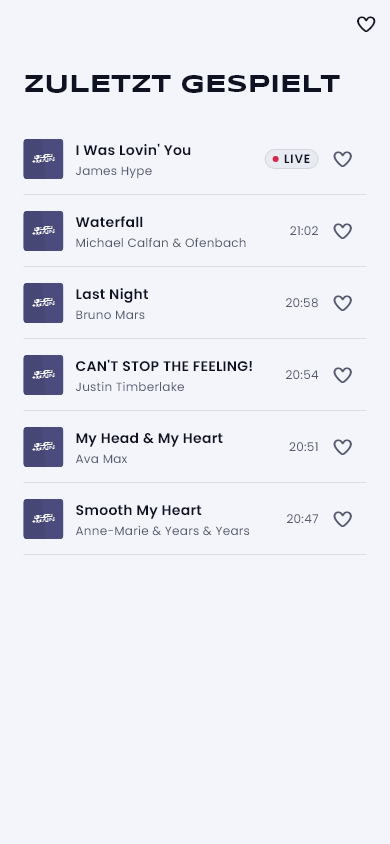 ZULETZT GESPIELT
I Was Lovin' You
James Hype
LIVE
Waterfall
Michael Calfan & Ofenbach
21:02
Last Night
Bruno Mars
20:58
CAN'T STOP THE FEELING!
Justin Timberlake
20:54
My Head & My Heart
Ava Max
20:51
Smooth My Heart
Anne-Marie & Years & Years
20:47